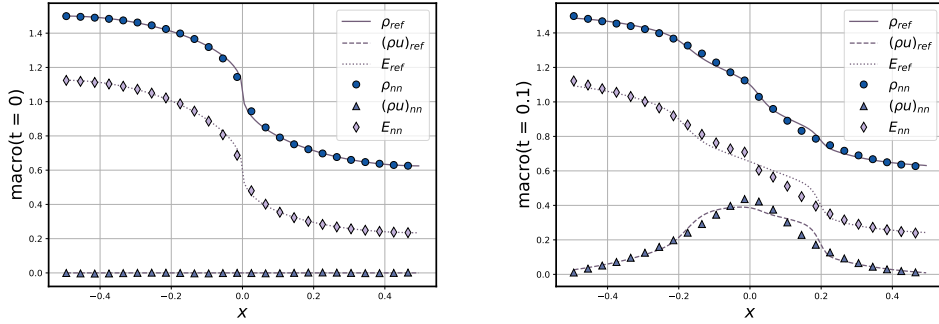 macro(t = 0)
1.4
1.2
1.0
0.8
0.6
0.4
0.2
0.0
−0.4
−0.2
0.0
0.2
0.4
x
ρref
(ρu)ref
Eref
ρnn
(ρu)nn
Enn
macro(t = 0.1)
1.4
1.2
1.0
0.8
0.6
0.4
0.2
0.0
−0.4
−0.2
0.0
0.2
0.4
x
ρref
(ρu)ref
Eref
ρnn
(ρu)nn
Enn